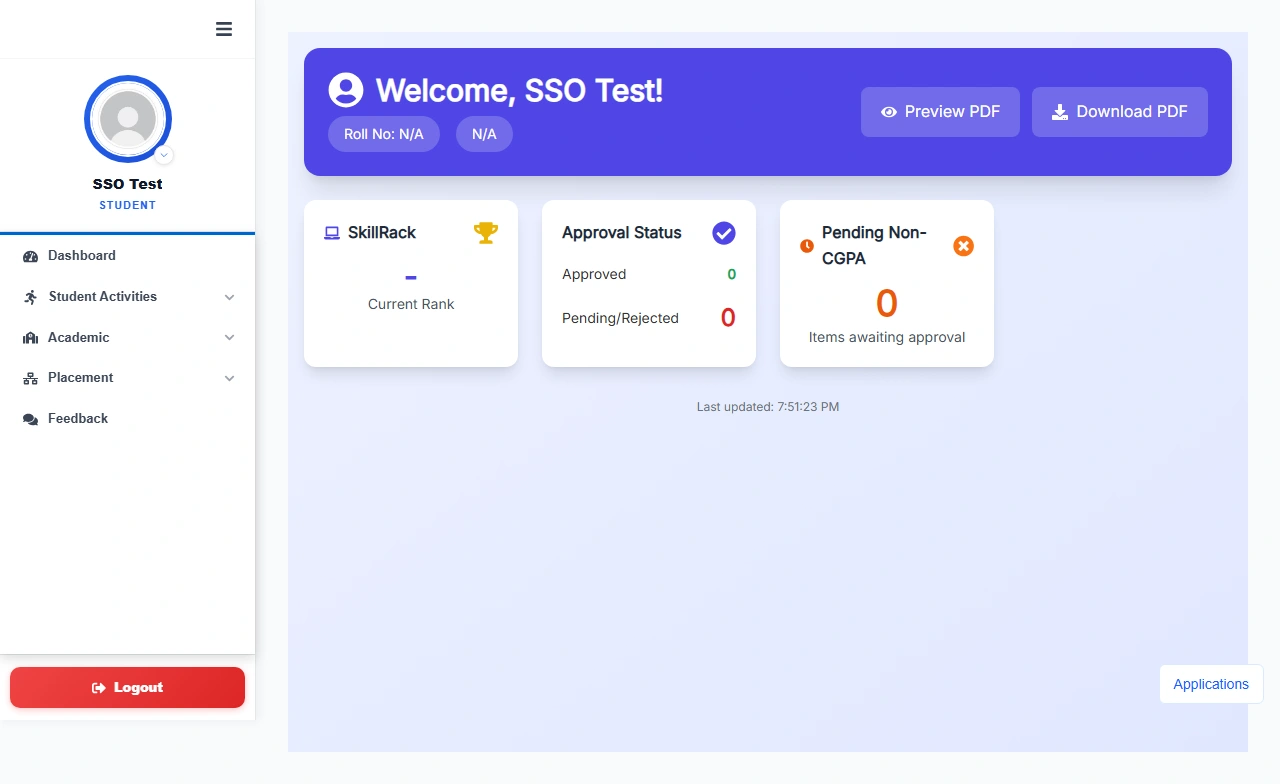 SSO Test
STUDENT
Dashboard
Student Activities
Academic
Placement
Feedback
Logout
Welcome, SSO Test!
Roll No: N/A
N/A
Preview PDF
Download PDF
SkillRack
-
Current Rank
Approval Status
Approved
0
Pending/Rejected
0
Pending Non-
CGPA
0
Items awaiting approval
Last updated: 7:51:23 PM
Applications